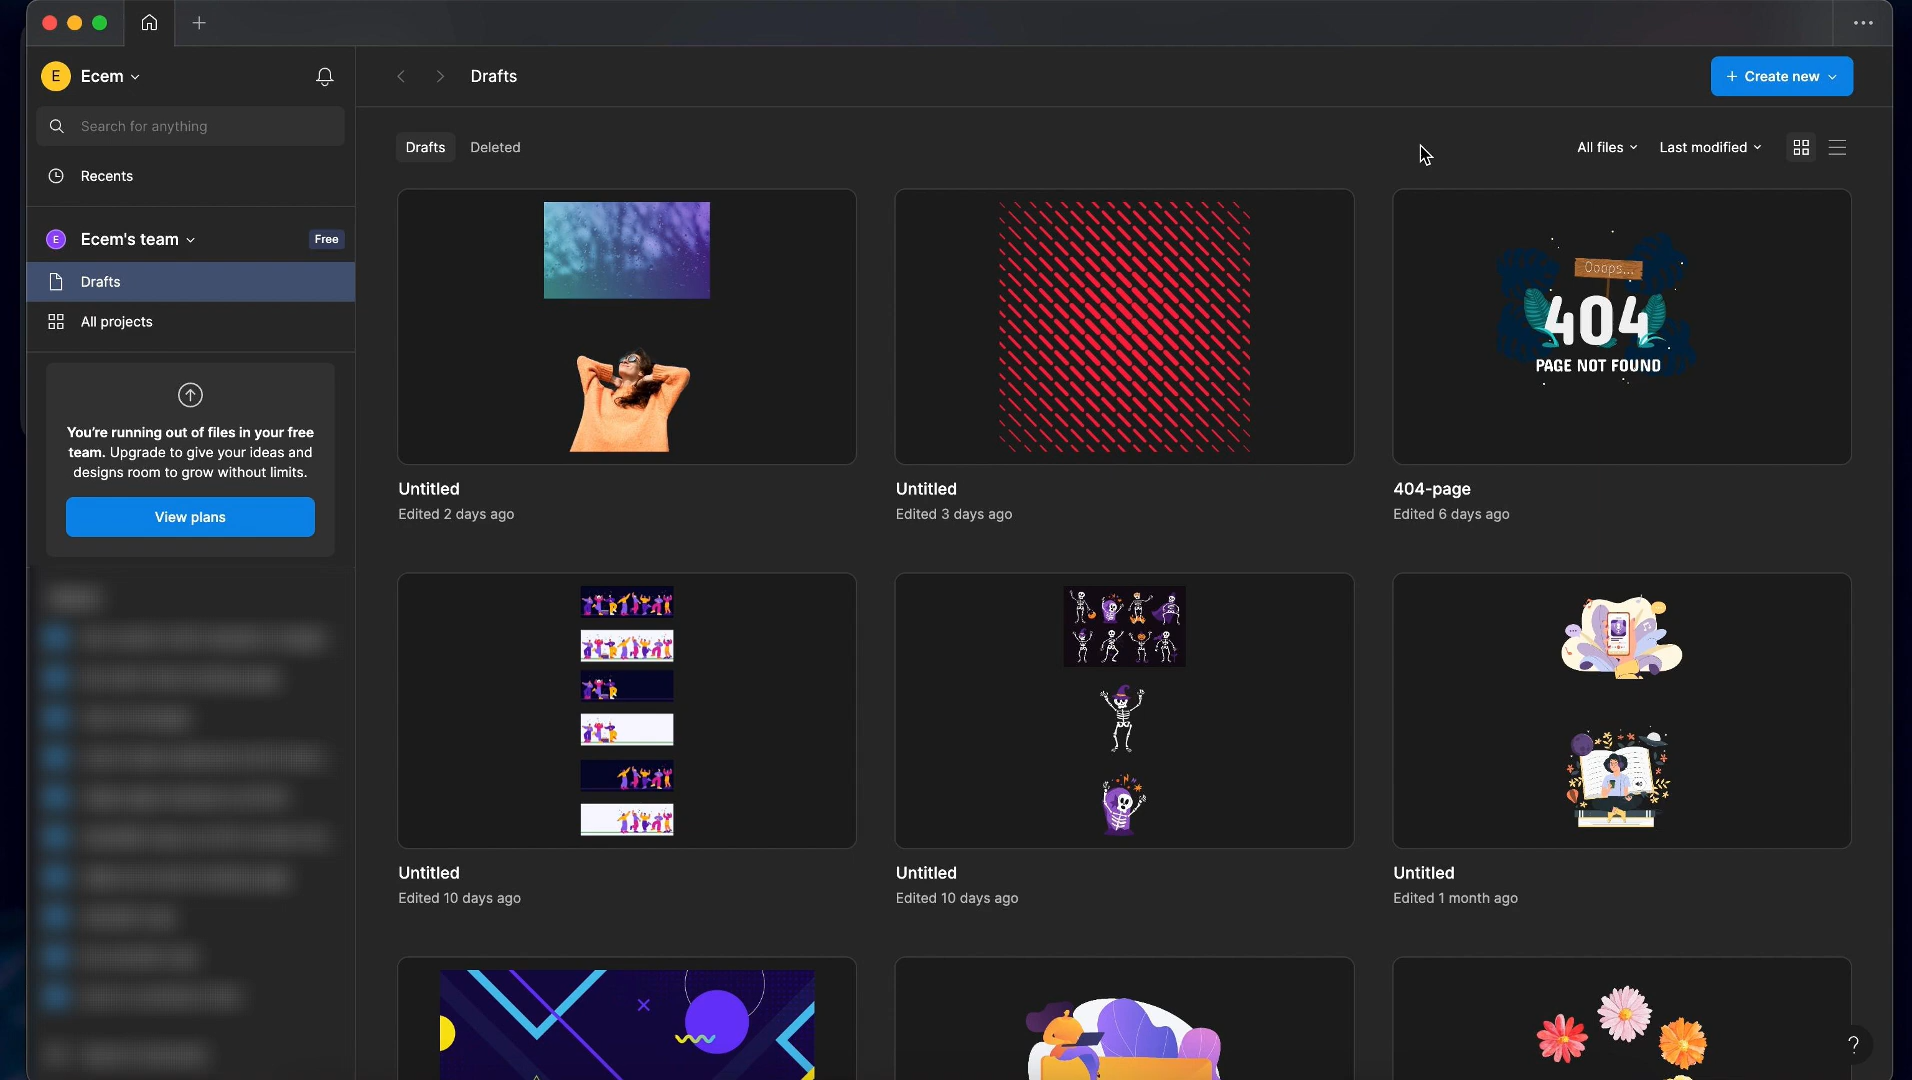 E Ecem
Search for anything
Recents
E Ecem's team Free
Drafts
All projects
You're running out of files in your free
team. Upgrade to give your ideas and
designs room to grow without limits.
View plans
Drafts
+ Create new
Drafts Deleted
All files Last modified
Ooops...
404
PAGE NOT FOUND
Untitled
Edited 2 days ago
Untitled
Edited 3 days ago
404-page
Edited 6 days ago
Untitled
Edited 10 days ago
Untitled
Edited 10 days ago
Untitled
Edited 1 month ago
?